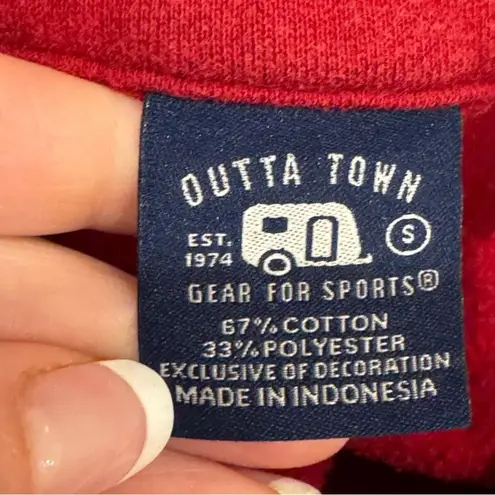 OUTTA TOWN
EST.
1974
S
GEAR FOR SPORTS®
67% COTTON
33% POLYESTER
EXCLUSIVE OF DECORATION
MADE IN INDONESIA